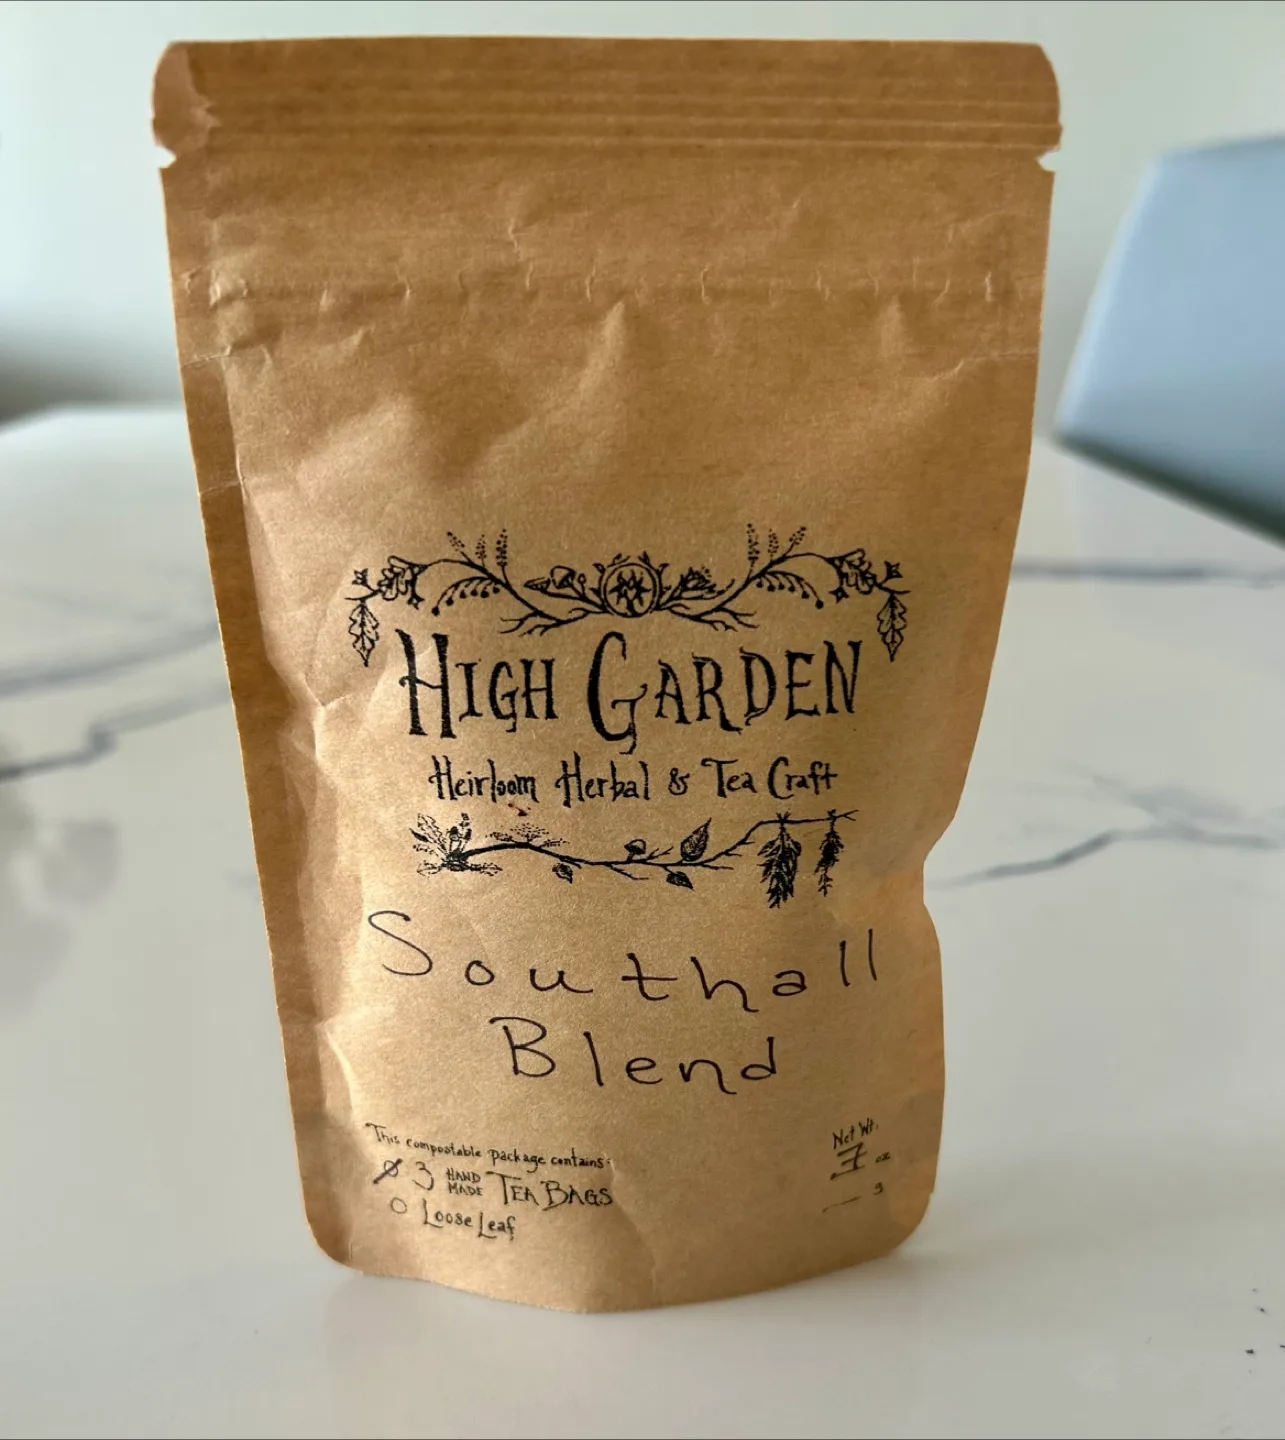 High Garden
Heirloom Herbal & Tea Craft
Southall
Blend
This compostable package contains:
3 Hand Made Tea Bags
Loose Leaf
Net Wt.
oz
g